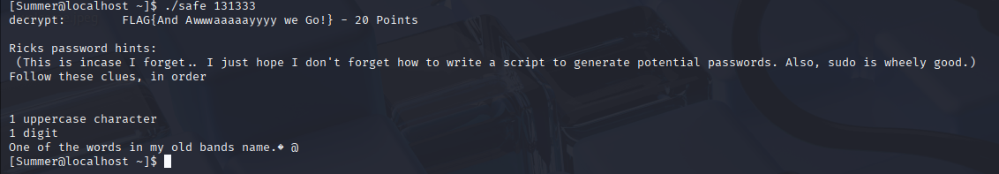 [Summer@localhost ~]$ ./safe 131333
decrypt:        FLAG{And Awwwaaaaayyyy we Go!} - 20 Points

Ricks password hints:
 (This is incase I forget.. I just hope I don't forget how to write a script to generate potential passwords. Also, sudo is wheely good.)
Follow these clues, in order


1 uppercase character
1 digit
One of the words in my old bands name.� @
[Summer@localhost ~]$